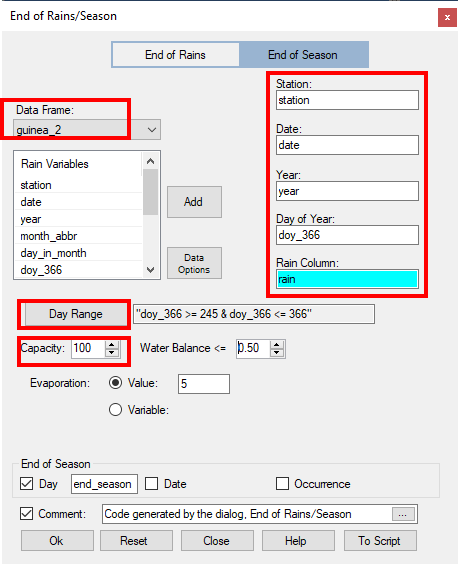 End of Rains/Season
x
End of Rains
End of Season
Data Frame:
guinea_2
Rain Variables
station
date
year
month_abbr
day_in_month
doy_366
Add
Data
Options
Station:
station
Date:
date
Year:
year
Day of Year:
doy_366
Rain Column:
rain
Day Range
"doy_366 >= 245 & doy_366 <= 366"
Capacity: 100
Water Balance <= 0.50
Evaporation: Value: 5
Variable:
End of Season
Day end_season Date Occurrence
Comment: Code generated by the dialog, End of Rains/Season ...
Ok Reset Close Help To Script